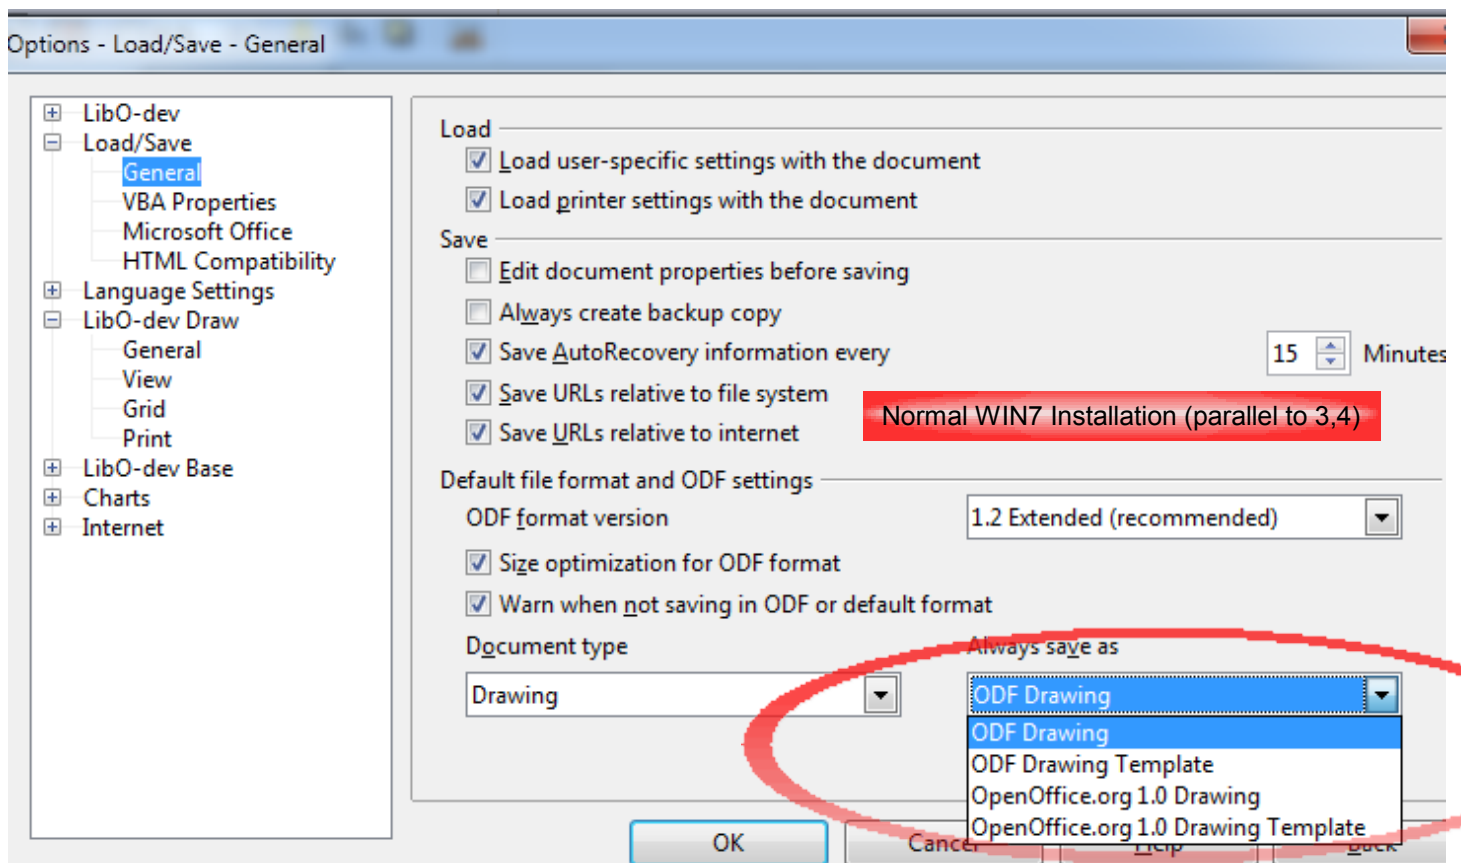 Options - Load/Save - General
LibO-dev
Load/Save
General
VBA Properties
Microsoft Office
HTML Compatibility
Language Settings
LibO-dev Draw
General
View
Grid
Print
LibO-dev Base
Charts
Internet
Load
Load user-specific settings with the document
Load printer settings with the document
Save
Edit document properties before saving
Always create backup copy
Save AutoRecovery information every 15 Minutes
Save URLs relative to file system
Normal WIN7 Installation (parallel to 3,4)
Save URLs relative to internet
Default file format and ODF settings
ODF format version 1.2 Extended (recommended)
Size optimization for ODF format
Warn when not saving in ODF or default format
Document type Always save as
Drawing ODF Drawing
ODF Drawing
ODF Drawing Template
OpenOffice.org 1.0 Drawing
OpenOffice.org 1.0 Drawing Template
OK Cancel Help Back